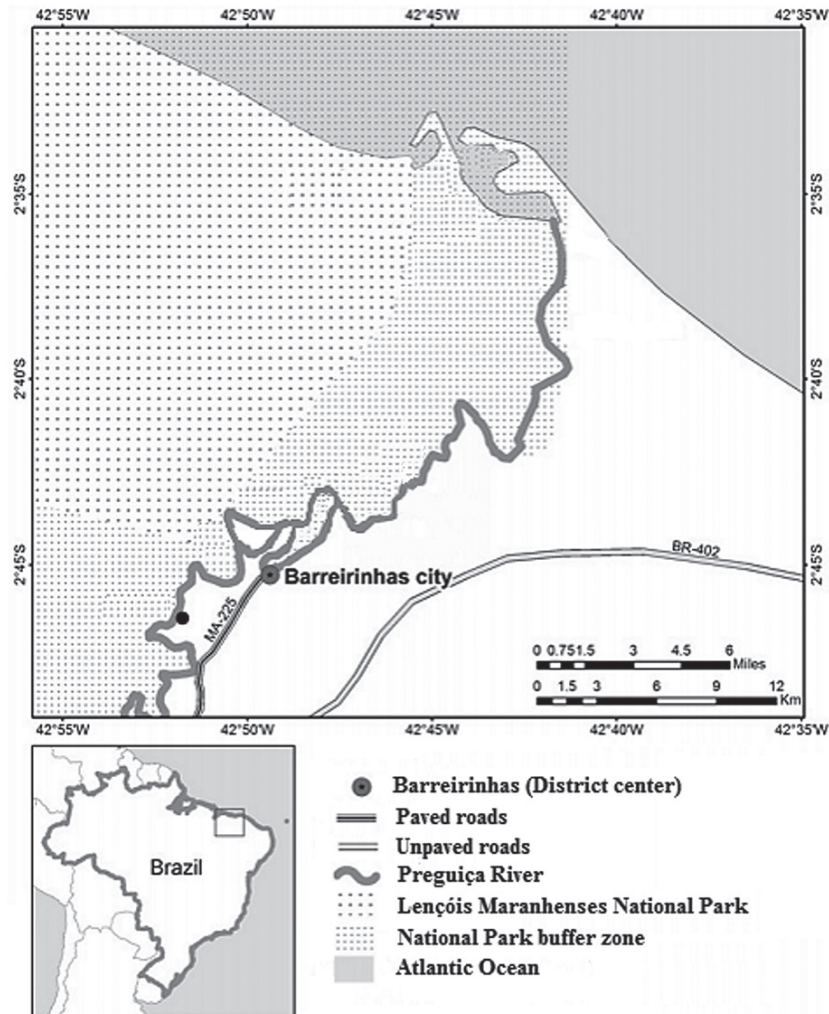 42°55'W 42°50'W 42°45'W 42°40'W 42°35'W
2°35'S 2°35'S
2°40'S 2°40'S
2°45'S 2°45'S
BR-402
Barreirinhas city
MA-225
0 0.75 1.5 3 4.5 6
Miles
0 1.5 3 6 9 12
Km
42°55'W 42°50'W 42°45'W 42°40'W 42°35'W
Brazil
Barreirinhas (District center)
Paved roads
Unpaved roads
Preguiça River
Lençóis Maranhenses National Park
National Park buffer zone
Atlantic Ocean